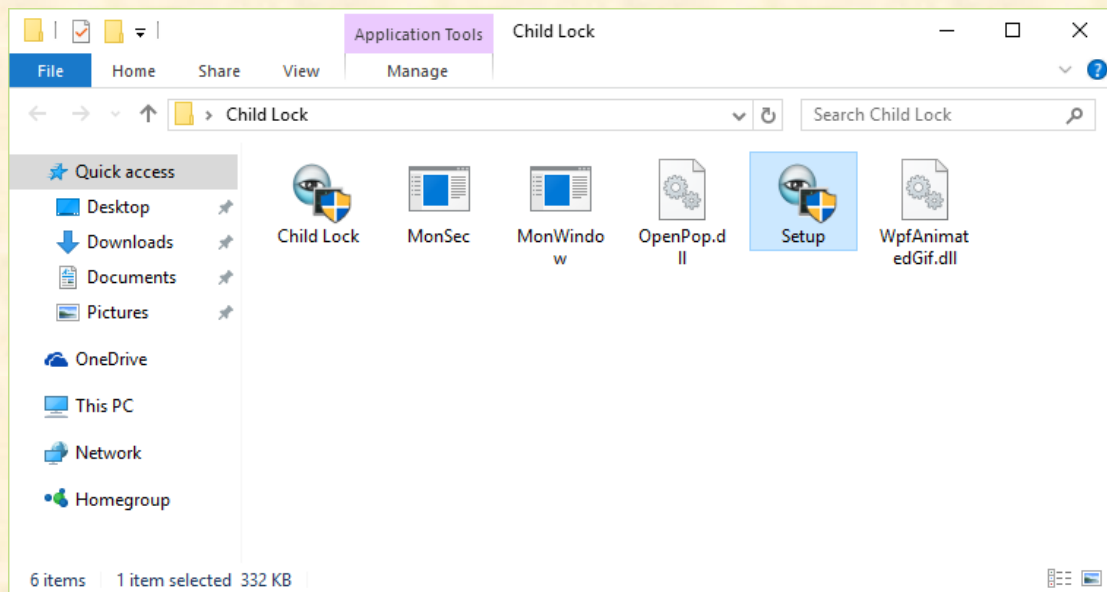 Application Tools
Child Lock
File
Home
Share
View
Manage
Child Lock
Search Child Lock
Quick access
Desktop
Downloads
Documents
Pictures
OneDrive
This PC
Network
Homegroup
Child Lock
MonSec
MonWindo
w
OpenPop.d
ll
Setup
WpfAnimat
edGif.dll
6 items
1 item selected 332 KB